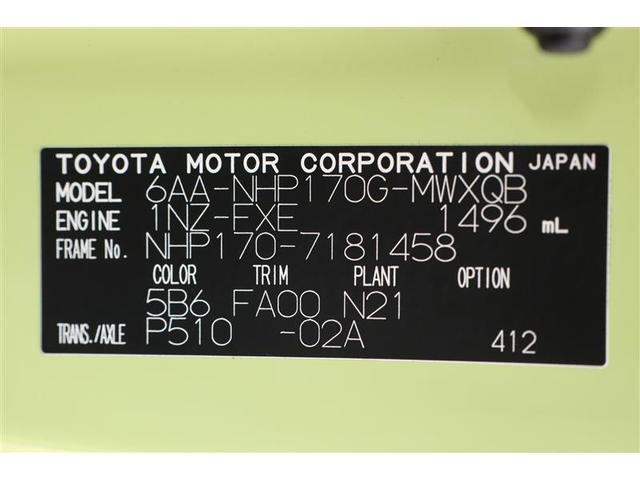 TOYOTA MOTOR CORPORATION JAPAN
MODEL 6AA-NHP170G-MWXQB
ENGINE 1NZ-FXE 1496 mL
FRAME No. NHP170-7181458
COLOR TRIM PLANT OPTION
5B6 FA00 N21
TRANS./AXLE P510 -02A 412